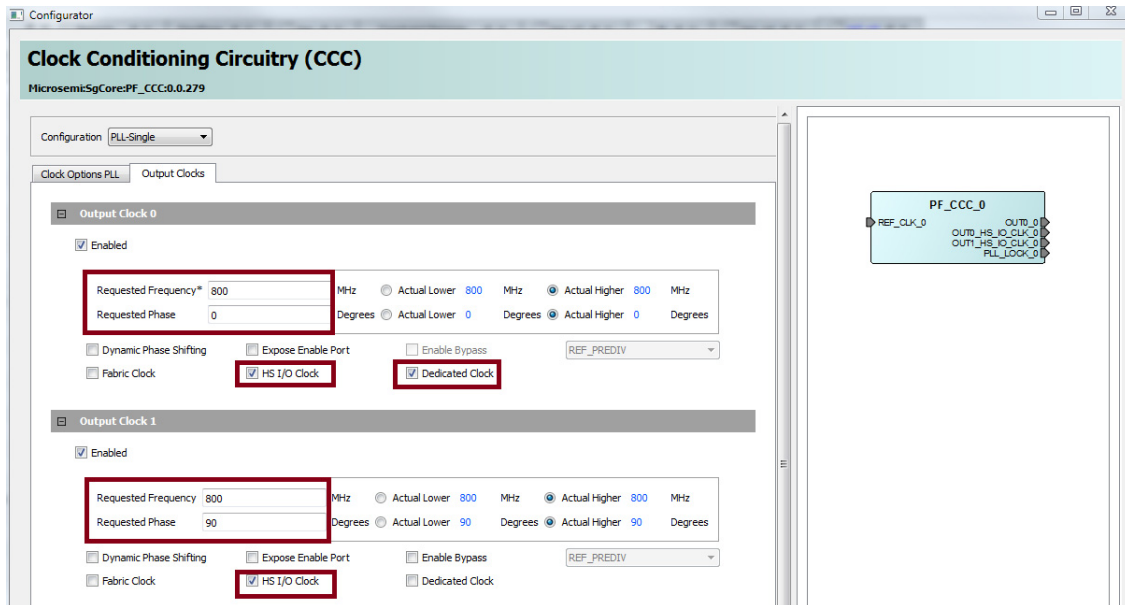 Configurator
Clock Conditioning Circuitry (CCC)
Microsemi:SgCore:PF_CCC:0.0.279
Configuration PLL-Single
Clock Options PLL Output Clocks
Output Clock 0
Enabled
Requested Frequency* 800 MHz Actual Lower 800 MHz Actual Higher 800 MHz
Requested Phase 0 Degrees Actual Lower 0 Degrees Actual Higher 0 Degrees
Dynamic Phase Shifting Expose Enable Port Enable Bypass REF_PREDIV
Fabric Clock HS I/O Clock Dedicated Clock
Output Clock 1
Enabled
Requested Frequency 800 MHz Actual Lower 800 MHz Actual Higher 800 MHz
Requested Phase 90 Degrees Actual Lower 90 Degrees Actual Higher 90 Degrees
Dynamic Phase Shifting Expose Enable Port Enable Bypass REF_PREDIV
Fabric Clock HS I/O Clock Dedicated Clock
PF_CCC_0
REF_CLK_0 OUT0_0
OUT0_HS_IO_CLK_0
OUT1_HS_IO_CLK_0
PLL_LOCK_0